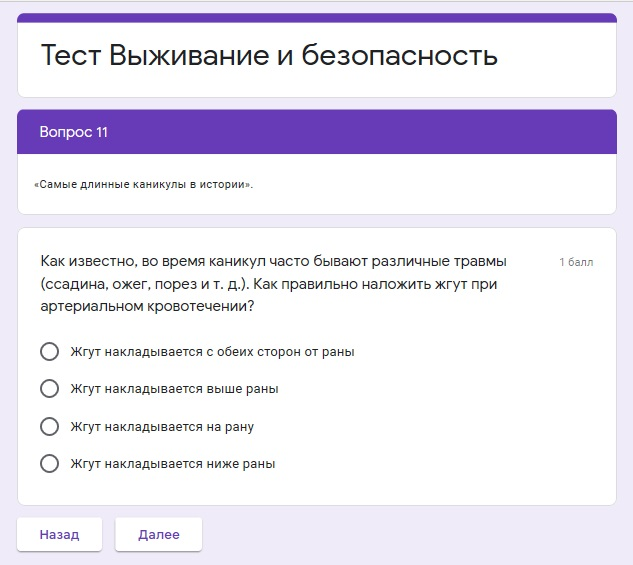 Тест Выживание и безопасность
Вопрос 11
«Самые длинные каникулы в истории».
Как известно, во время каникул часто бывают различные травмы
1 балл
(ссадина, ожег, порез и т. д.). Как правильно наложить жгут при
артериальном кровотечении?
Жгут накладывается с обеих сторон от раны
Жгут накладывается выше раны
Жгут накладывается на рану
Жгут накладывается ниже раны
Назад
Далее